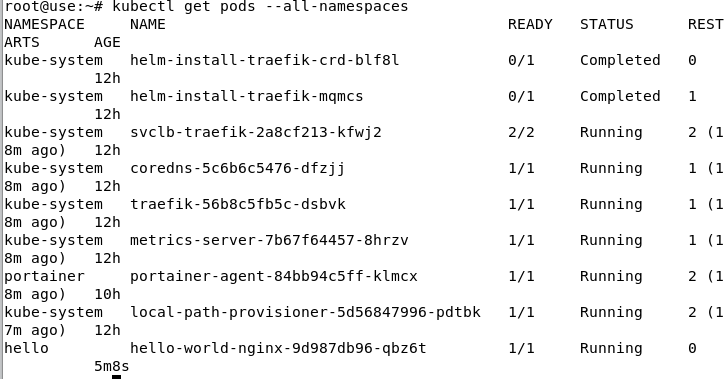 root@use:~# kubectl get pods --all-namespaces
NAMESPACE     NAME                                      READY   STATUS      REST
ARTS      AGE
kube-system   helm-install-traefik-crd-blf8l            0/1     Completed   0
          12h
kube-system   helm-install-traefik-mqmcs                0/1     Completed   1
          12h
kube-system   svclb-traefik-2a8cf213-kfwj2              2/2     Running     2 (1
8m ago)   12h
kube-system   coredns-5c6b6c5476-dfzjj                  1/1     Running     1 (1
8m ago)   12h
kube-system   traefik-56b8c5fb5c-dsbvk                  1/1     Running     1 (1
8m ago)   12h
kube-system   metrics-server-7b67f64457-8hrzv           1/1     Running     1 (1
8m ago)   12h
portainer     portainer-agent-84bb94c5ff-klmcx          1/1     Running     2 (1
8m ago)   10h
kube-system   local-path-provisioner-5d56847996-pdtbk   1/1     Running     2 (1
7m ago)   12h
hello         hello-world-nginx-9d987db96-qbz6t         1/1     Running     0
          5m8s